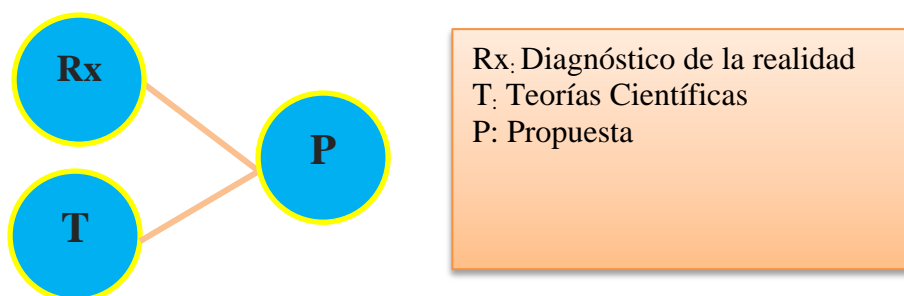 Rx
T
P
Rx: Diagnóstico de la realidad
T: Teorías Científicas
P: Propuesta